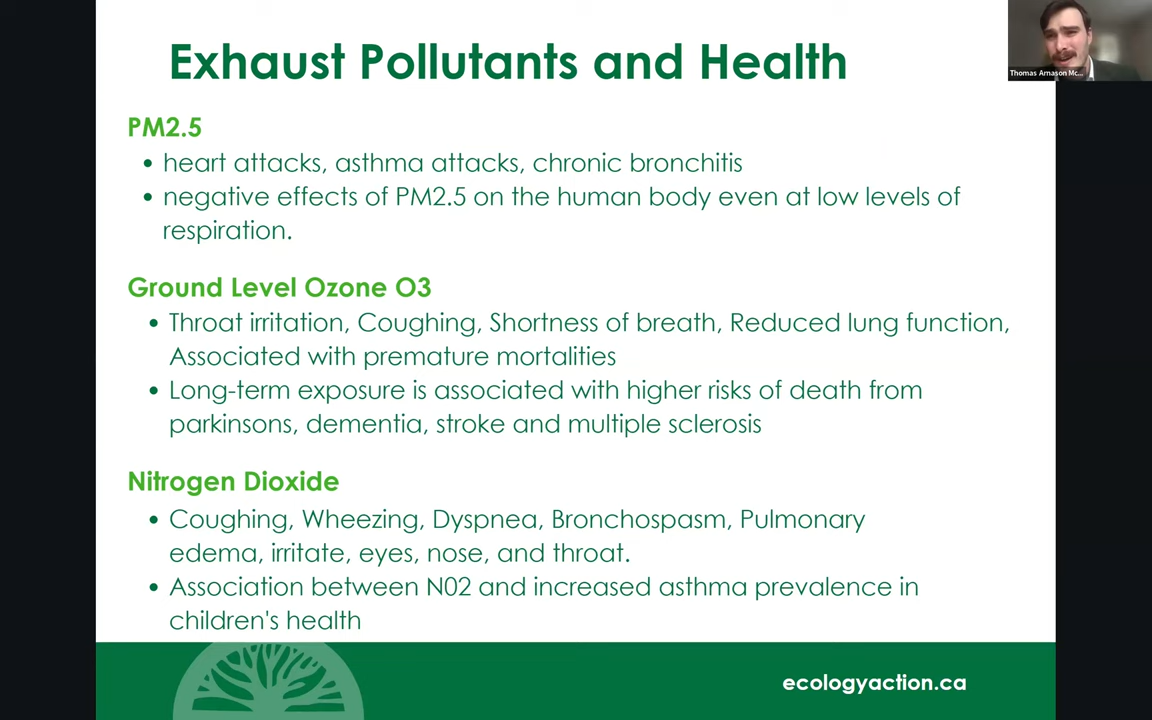 Exhaust Pollutants and Health
Thomas Arnason Mc...
PM2.5
• heart attacks, asthma attacks, chronic bronchitis
• negative effects of PM2.5 on the human body even at low levels of
respiration.
Ground Level Ozone O3
• Throat irritation, Coughing, Shortness of breath, Reduced lung function,
Associated with premature mortalities
• Long-term exposure is associated with higher risks of death from
parkinsons, dementia, stroke and multiple sclerosis
Nitrogen Dioxide
• Coughing, Wheezing, Dyspnea, Bronchospasm, Pulmonary
edema, irritate, eyes, nose, and throat.
• Association between N02 and increased asthma prevalence in
children's health
ecologyaction.ca